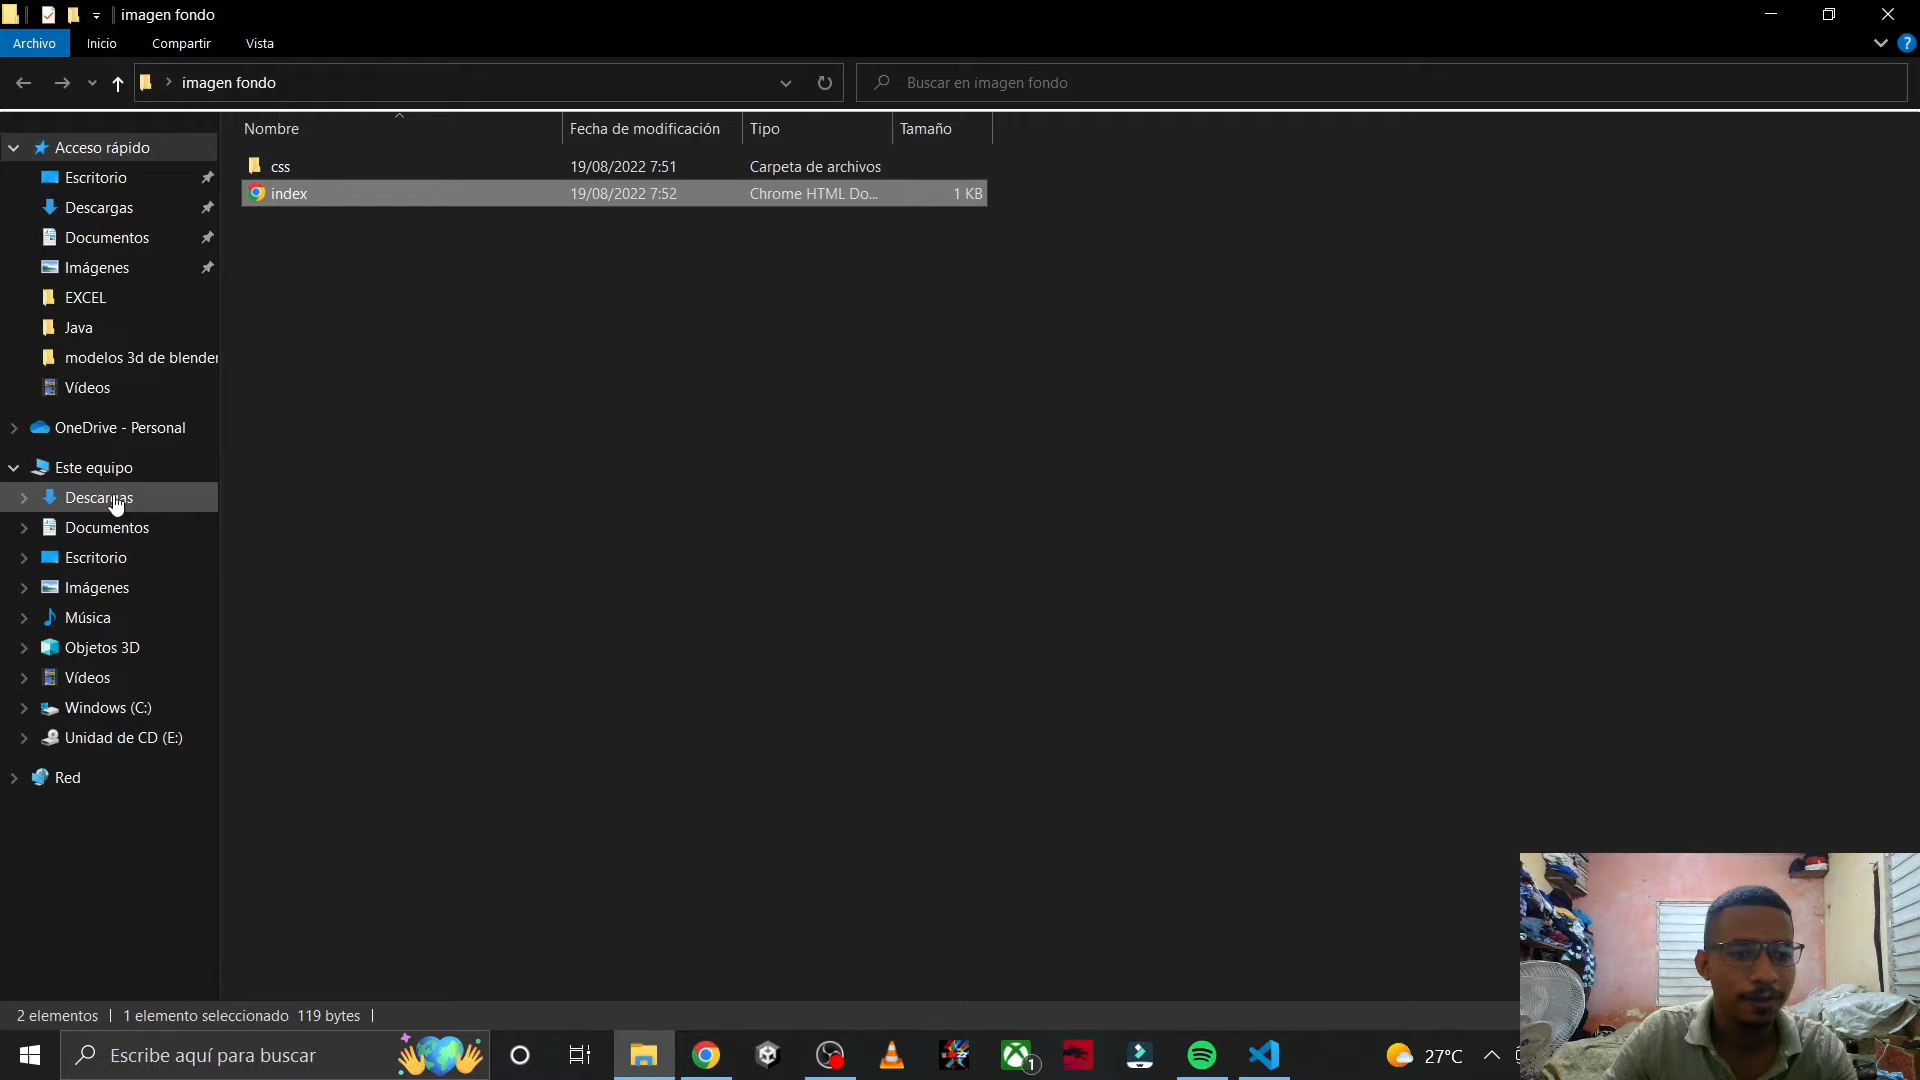 imagen fondo
Archivo Inicio Compartir Vista
imagen fondo Buscar en imagen fondo
Nombre Fecha de modificación Tipo Tamaño
css 19/08/2022 7:51 Carpeta de archivos
index 19/08/2022 7:52 Chrome HTML Do... 1 KB
Acceso rápido
Escritorio
Descargas
Documentos
Imágenes
EXCEL
Java
modelos 3d de blender
Vídeos
OneDrive - Personal
Este equipo
Descargas
Documentos
Escritorio
Imágenes
Música
Objetos 3D
Vídeos
Windows (C:)
Unidad de CD (E:)
Red
2 elementos 1 elemento seleccionado 119 bytes
Escribe aquí para buscar 1 27°C